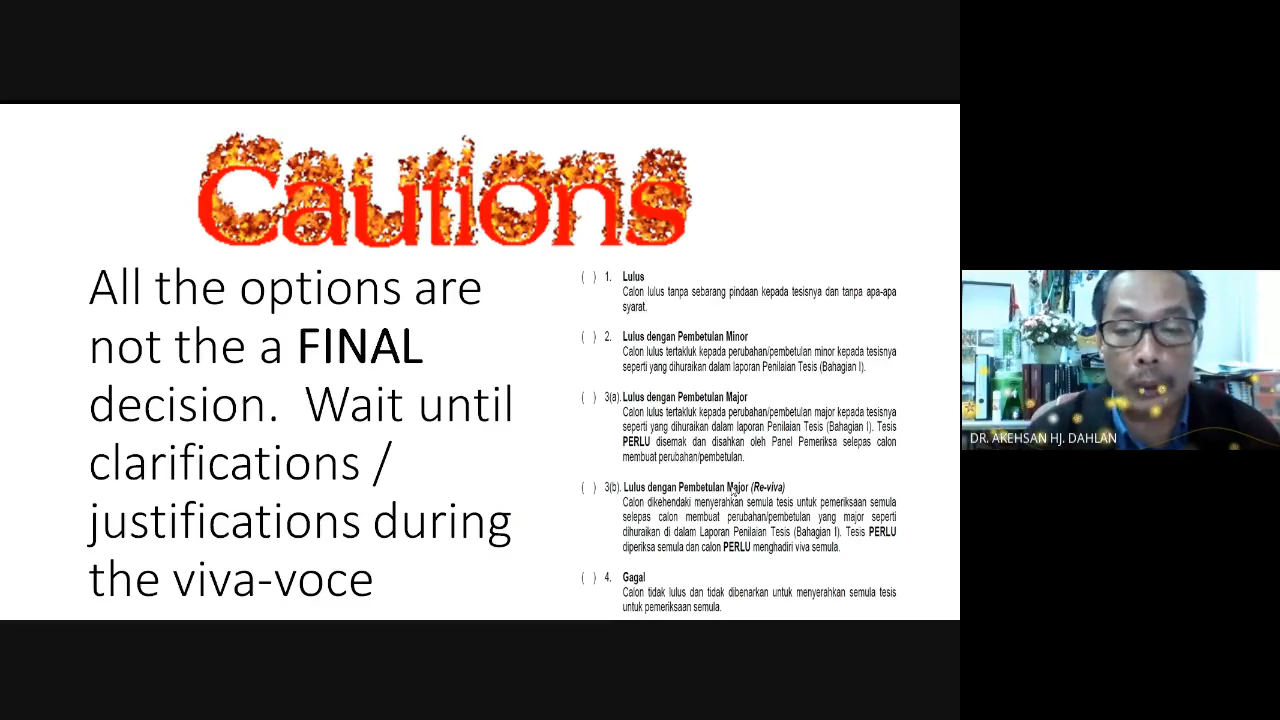 Cautions
All the options are
not the a FINAL
decision. Wait until
clarifications /
justifications during
the viva-voce
( ) 1. Lulus
Calon lulus tanpa sebarang pindaan kepada tesisnya dan tanpa apa-apa
syarat.
( ) 2. Lulus dengan Pembetulan Minor
Calon lulus tertakluk kepada perubahan/pembetulan minor kepada tesisnya
seperti yang dihuraikan dalam laporan Penilaian Tesis (Bahagian I).
( ) 3(a). Lulus dengan Pembetulan Major
Calon lulus tertakluk kepada perubahan/pembetulan major kepada tesisnya
seperti yang dihuraikan dalam laporan Penilaian Tesis (Bahagian I). Tesis
PERLU disemak dan disahkan oleh Panel Pemeriksa selepas calon
membuat perubahan/pembetulan.
( ) 3(b). Lulus dengan Pembetulan Major (Re-viva)
Calon dikehendaki menyerahkan semula tesis untuk pemeriksaan semula
selepas calon membuat perubahan/pembetulan yang major seperti
dihuraikan di dalam Laporan Penilaian Tesis (Bahagian I). Tesis PERLU
diperiksa semula dan calon PERLU menghadiri viva semula.
( ) 4. Gagal
Calon tidak lulus dan tidak dibenarkan untuk menyerahkan semula tesis
untuk pemeriksaan semula.
DR. AKEHSAN HJ. DAHLAN